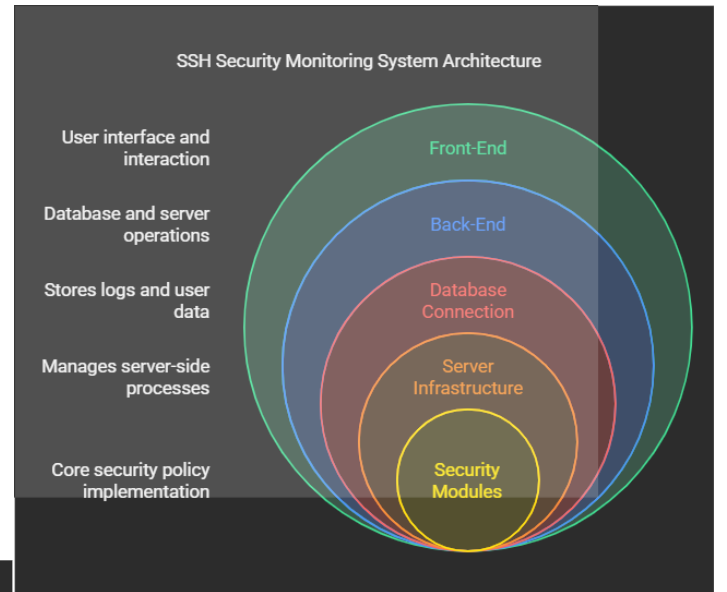 SSH Security Monitoring System Architecture
User interface and
interaction
Front-End
Database and server
operations
Back-End
Stores logs and user
data
Database
Connection
Manages server-side
processes
Server
Infrastructure
Core security policy
implementation
Security
Modules